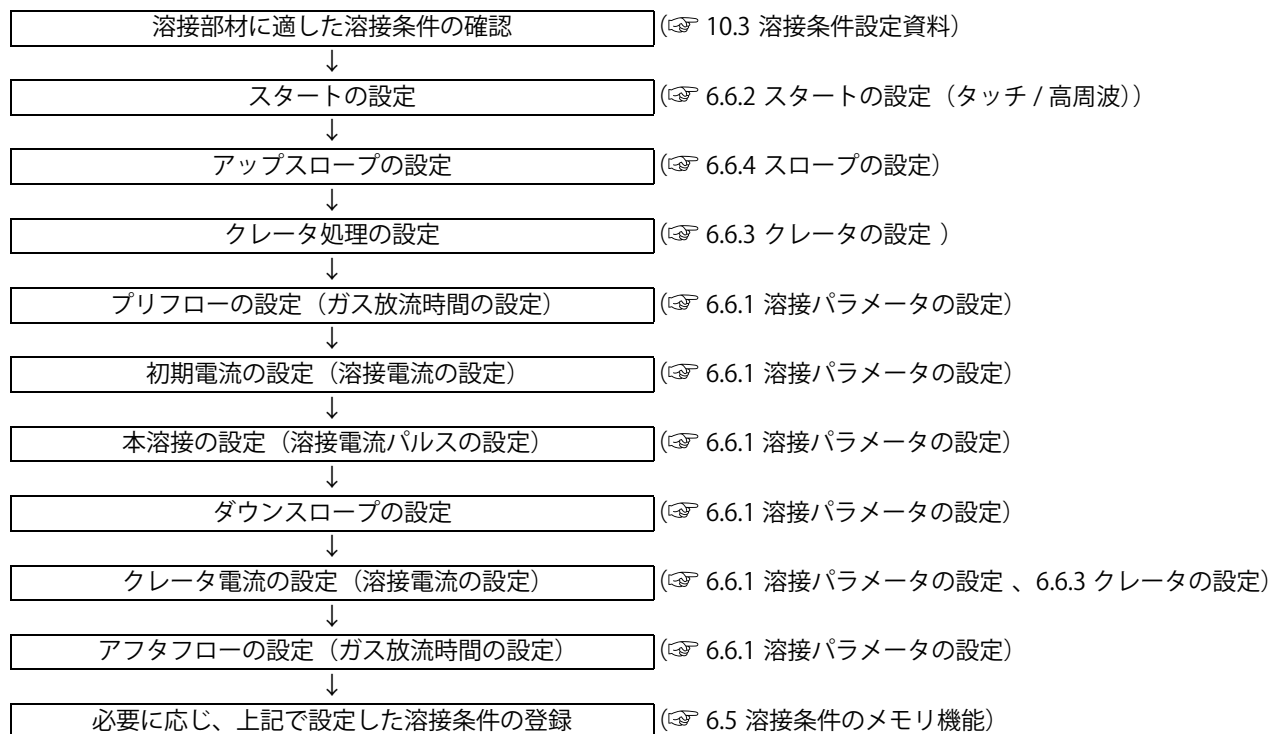 溶接部材に適した溶接条件の確認 (☞ 10.3 溶接条件設定資料)
↓
スタートの設定 (☞ 6.6.2 スタートの設定（タッチ / 高周波）)
↓
アップスロープの設定 (☞ 6.6.4 スロープの設定)
↓
クレータ処理の設定 (☞ 6.6.3 クレータの設定 )
↓
プリフローの設定（ガス放流時間の設定） (☞ 6.6.1 溶接パラメータの設定)
↓
初期電流の設定（溶接電流の設定） (☞ 6.6.1 溶接パラメータの設定)
↓
本溶接の設定（溶接電流パルスの設定） (☞ 6.6.1 溶接パラメータの設定)
↓
ダウンスロープの設定 (☞ 6.6.1 溶接パラメータの設定)
↓
クレータ電流の設定（溶接電流の設定） (☞ 6.6.1 溶接パラメータの設定 、6.6.3 クレータの設定)
↓
アフタフローの設定（ガス放流時間の設定） (☞ 6.6.1 溶接パラメータの設定)
↓
必要に応じ、上記で設定した溶接条件の登録 (☞ 6.5 溶接条件のメモリ機能)